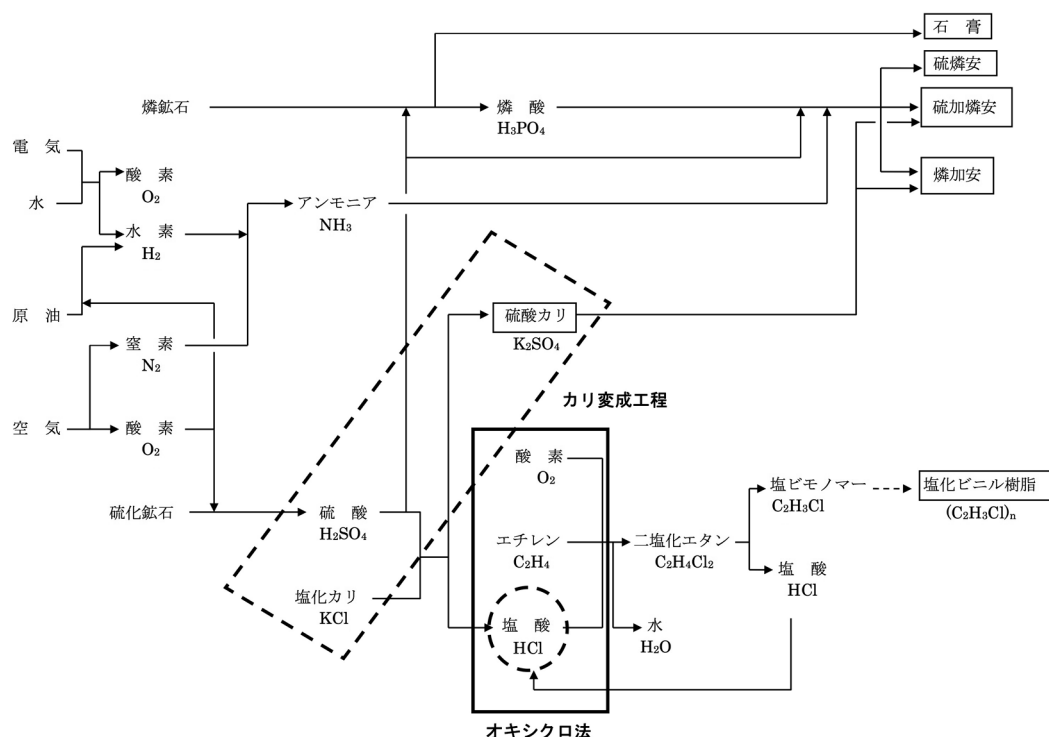 石　膏
硫燐安
燐鉱石
燐　酸
H₃PO₄
硫加燐安
電　気
酸　素
O₂
燐加安
水
アンモニア
NH₃
水　素
H₂
原　油
硫酸カリ
K₂SO₄
窒　素
N₂
カリ変成工程
空　気
酸　素
O₂
酸　素
O₂
塩ビモノマー
C₂H₃Cl
塩化ビニル樹脂
(C₂H₃Cl)ₙ
硫化鉱石
硫　酸
H₂SO₄
エチレン
C₂H₄
二塩化エタン
C₂H₄Cl₂
塩　酸
HCl
塩化カリ
KCl
塩　酸
HCl
水
H₂O
オキシクロ法